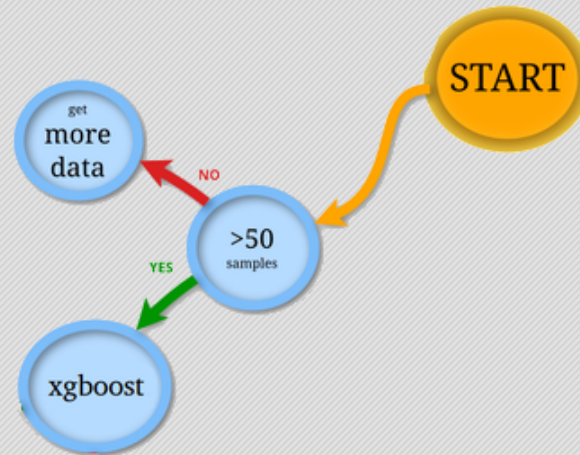 START
get
more
data
NO
>50
samples
YES
xgboost